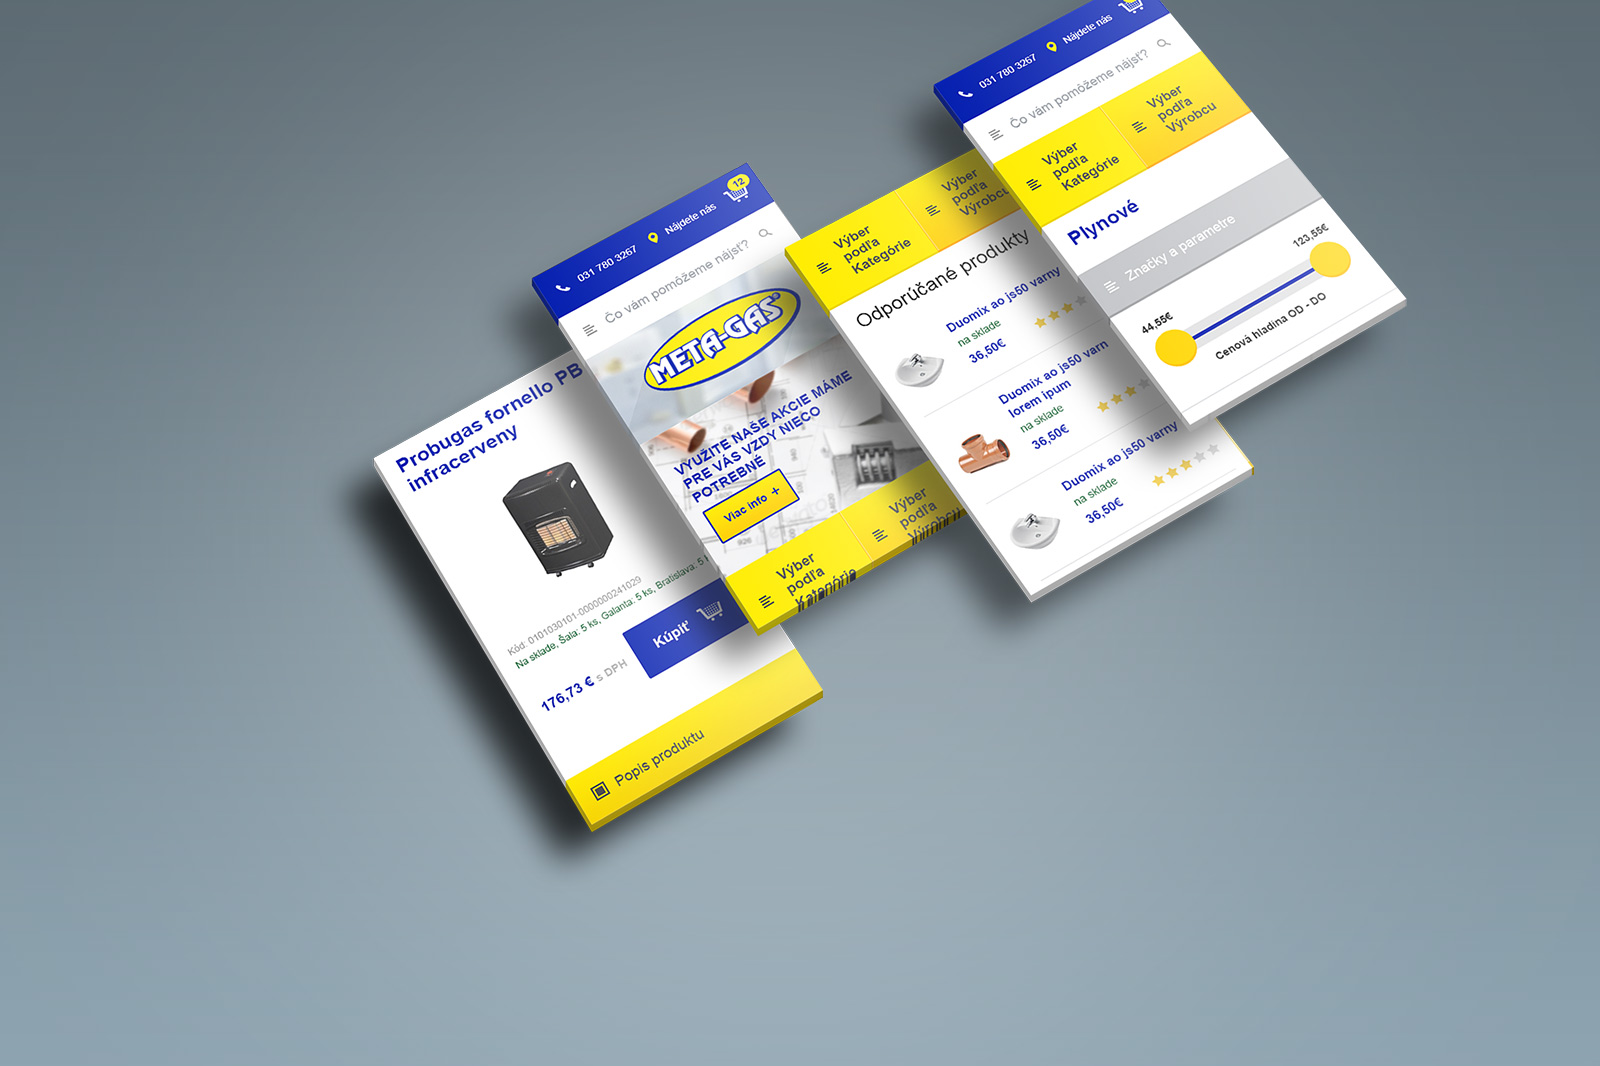 Probugas fornello PB
infracerveny
Kód: 0101030101-0000000241029
Na sklade, Šaľa: 5 ks, Galanta: 5 ks, Bratislava: 5
176,73 € s DPH
Kúpiť
Popis produktu
031 780 3267
Nájdete nás
12
Čo vám pomôžeme nájsť?
META-GAS
VYUŽITE NAŠE AKCIE MÁME
PRE VÁS VZDY NIECO
POTREBNÉ
Viac info +
Výber
podľa
Kategórie
Výber
podľa
Výrobcu
Výber
podľa
Kategórie
Výber
podľa
Výrobcu
Odporúčané produkty
Duomix ao js50 varny
na sklade
36,50€
Duomix ao js50 varn
lorem ipum
na sklade
36,50€
Duomix ao js50 varny
na sklade
36,50€
031 780 3267
Nájdete nás
Čo vám pomôžeme nájsť?
Výber
podľa
Kategórie
Výber
podľa
Výrobcu
Plynové
Značky a parametre
123,55€
44,55€
Cenová hladina OD - DO